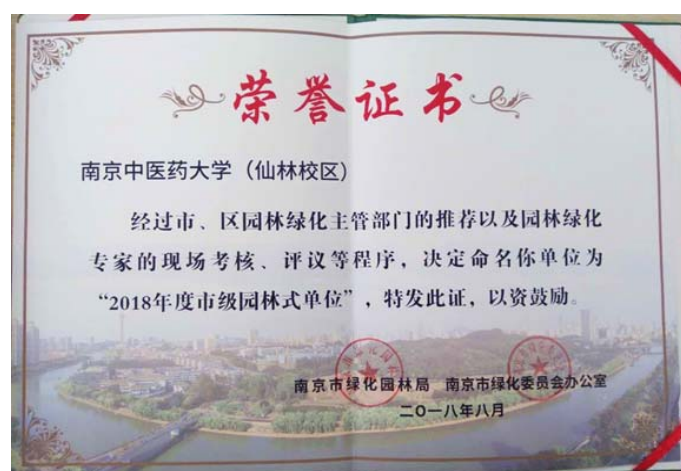 荣誉证书
南京中医药大学（仙林校区）
经过市、区园林绿化主管部门的推荐以及园林绿化
专家的现场考核、评议等程序，决定命名你单位为
“2018年度市级园林式单位”，特发此证，以资鼓励。
南京市绿化园林局 南京市绿化委员会办公室
二〇一八年八月